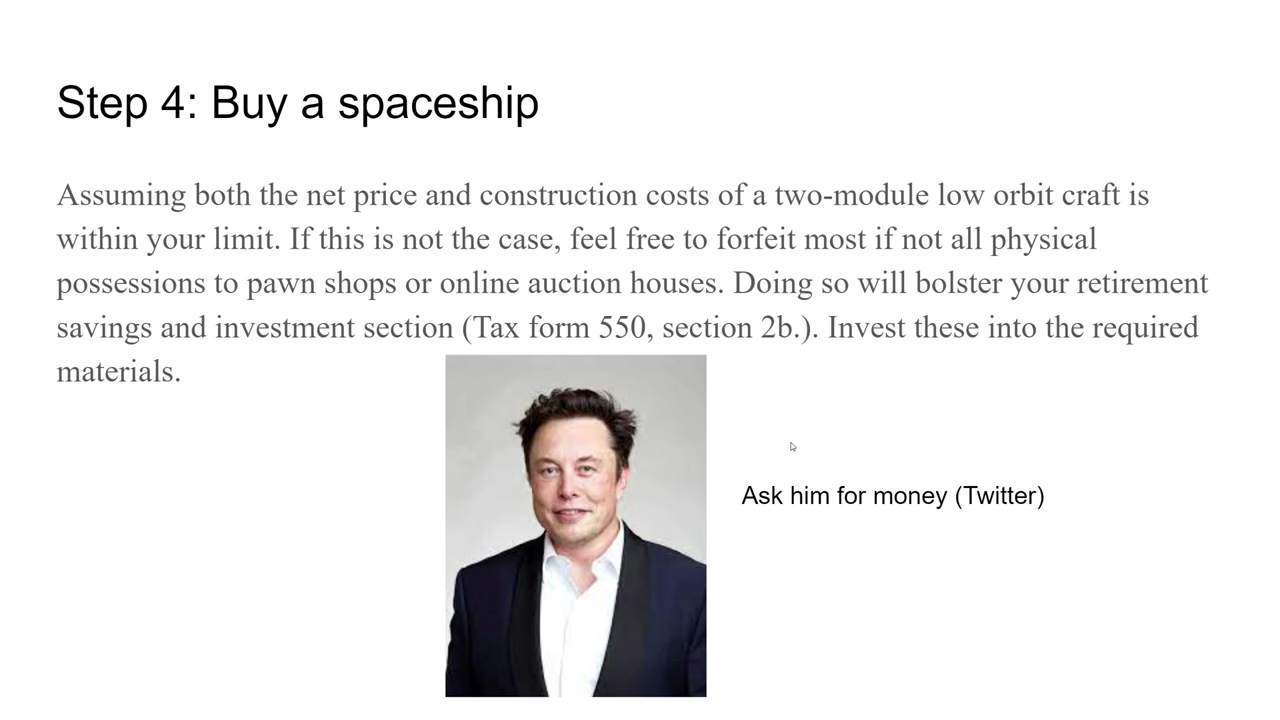 Step 4: Buy a spaceship
Assuming both the net price and construction costs of a two-module low orbit craft is
within your limit. If this is not the case, feel free to forfeit most if not all physical
possessions to pawn shops or online auction houses. Doing so will bolster your retirement
savings and investment section (Tax form 550, section 2b.). Invest these into the required
materials.
Ask him for money (Twitter)